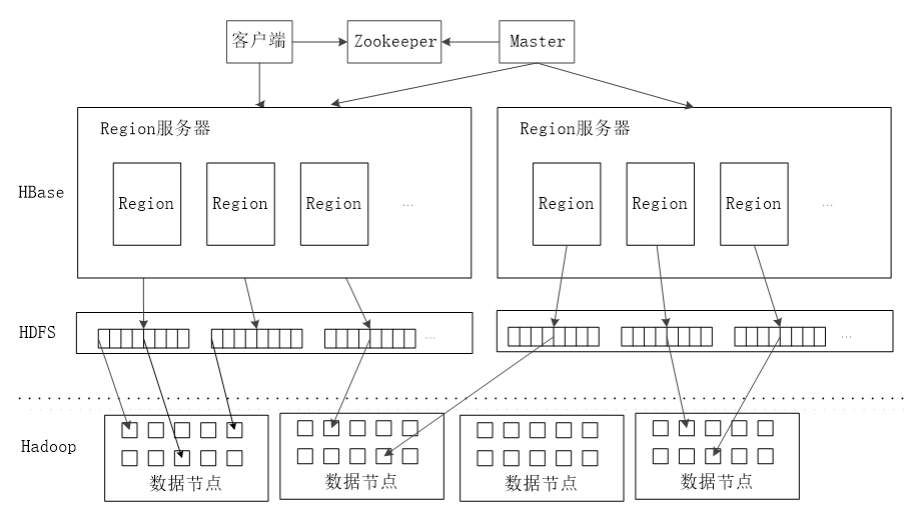 客户端
Zookeeper
Master
Region服务器
Region服务器
HBase
Region
Region
Region
...
Region
Region
Region
...
HDFS
...
...
Hadoop
数据节点
数据节点
数据节点
数据节点